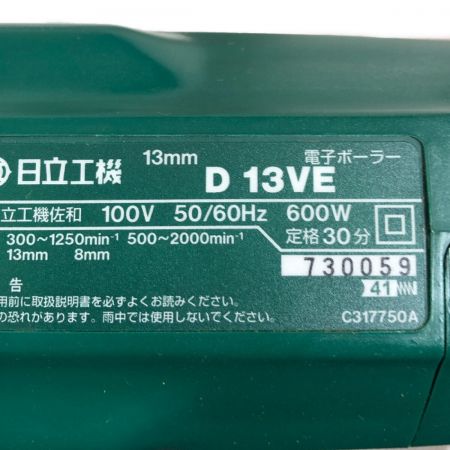 日立工機 13mm 電子ボーラー
D 13VE
立工機佐和 100V 50/60Hz 600W
300～1250min⁻¹ 500～2000min⁻¹ 定格30分
13mm 8mm
730059
41
告
用前に取扱説明書を必ずよくお読みください。
の恐れがあります。雨中では使用しないでください。
C317750A